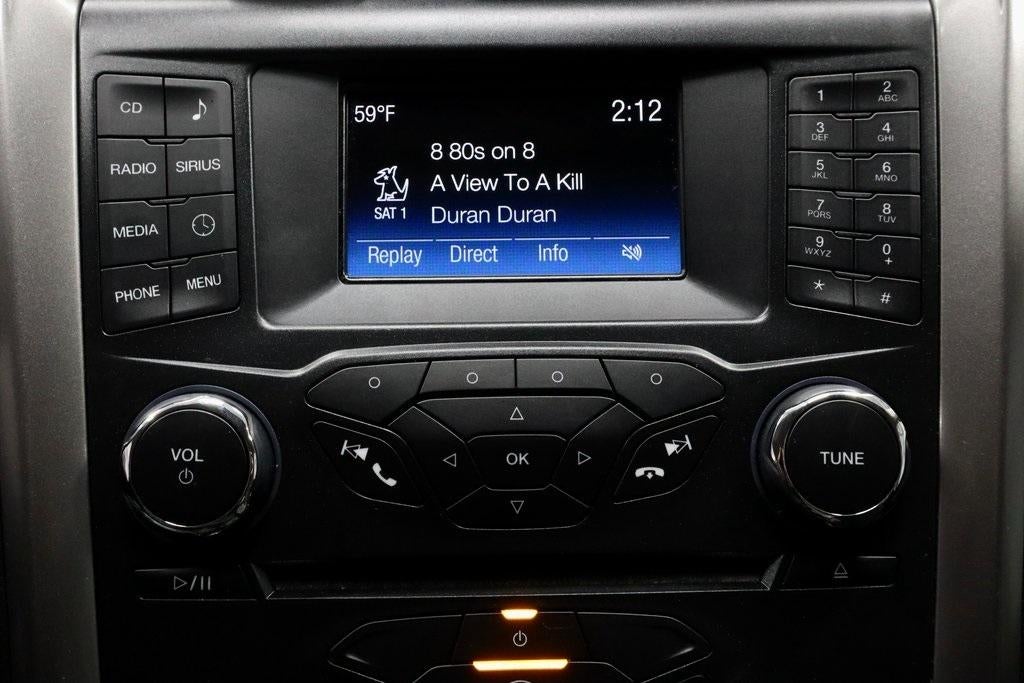 59°F 2:12
8 80s on 8
A View To A Kill
SAT 1 Duran Duran
Replay Direct Info
CD
RADIO SIRIUS
MEDIA
PHONE MENU
1 2 ABC
3 DEF 4 GHI
5 JKL 6 MNO
7 PQRS 8 TUV
9 WXYZ 0 +
* #
VOL
OK
TUNE